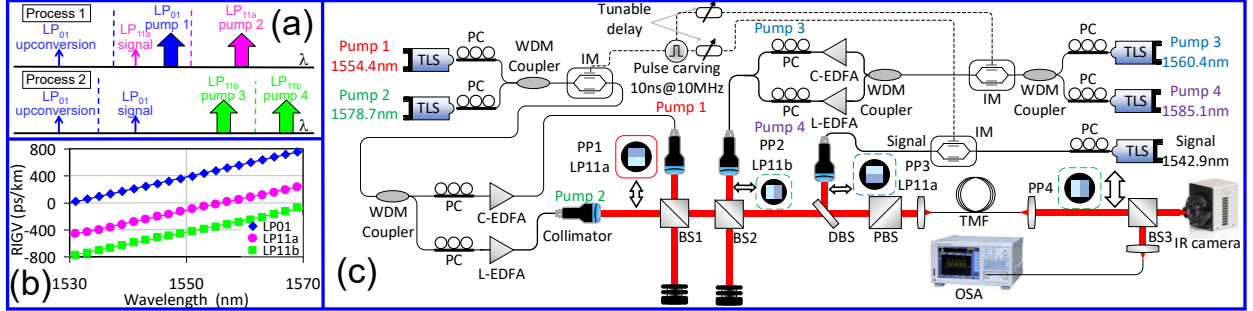 (a)
Process 1
LP01
upconversion
LP11a
signal
LP01
pump 1
LP11a
pump 2
λ
Process 2
LP01
upconversion
LP01
signal
LP11b
pump 3
LP11b
pump 4
λ
(b)
RIGV (ps/km)
800
400
0
-400
-800
1530
1550
1570
Wavelength (nm)
LP01
LP11a
LP11b
(c)
Tunable
delay
Pump 1
1554.4nm
TLS
PC
WDM
Coupler
IM
Pump 2
1578.7nm
TLS
PC
Pulse carving
10ns@10MHz
Pump 3
PC
C-EDFA
PC
L-EDFA
Pump 4
WDM
Coupler
IM
WDM
Coupler
PC
TLS
Pump 3
1560.4nm
PC
TLS
Pump 4
1585.1nm
Signal
IM
PC
TLS
Signal
1542.9nm
Pump 1
PP1
LP11a
PP2
LP11b
PP3
LP11a
PP4
WDM
Coupler
PC
C-EDFA
PC
L-EDFA
Pump 2
Collimator
BS1
BS2
DBS
PBS
TMF
BS3
IR camera
OSA